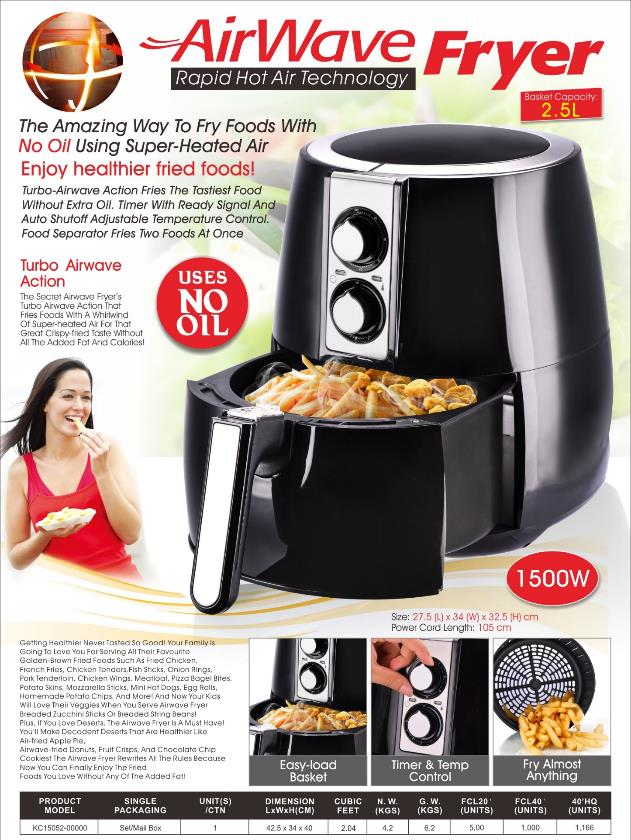 AirWave Fryer
Rapid Hot Air Technology
Basket Capacity:
2.5L
The Amazing Way To Fry Foods With
No Oil Using Super-Heated Air
Enjoy healthier fried foods!
Turbo-Airwave Action Fries The Tastiest Food
Without Extra Oil. Timer With Ready Signal And
Auto Shutoff Adjustable Temperature Control.
Food Separator Fries Two Foods At Once
Turbo Airwave
Action
The Secret Airwave Fryer's
Turbo Airwave Action That
Fries Foods With A Whirlwind
Of Super-heated Air For That
Great Crispy-fried Taste Without
All The Added Fat And Calories!
USES
NO
OIL
1500W
Size: 27.5 (L) x 34 (W) x 32.5 (H) cm
Power Cord Length: 105 cm
Getting Healthier Never Tasted So Good! Your Family Is
Going To Love You For Serving All Their Favourite
Golden-Brown Fried Foods Such As Fried Chicken,
French Fries, Chicken Tenders,Fish Sticks, Onion Rings,
Pork Tenderloin, Chicken Wings, Meatloaf, Pizza Bagel Bites,
Potato Skins, Mozzarella Sticks, Mini Hot Dogs, Egg Rolls,
Homemade Potato Chips, And More! And Now Your Kids
Will Love Their Veggies When You Serve Airwave Fryer
Breaded Zucchini Sticks Or Breaded String Beans!
Plus, If You Love Deserts, The Airwave Fryer Is A Must Have!
You'll Make Decadent Deserts That Are Healthier Like
Air-fried Apple Pie,
Airwave-fried Donuts, Fruit Crisps, And Chocolate Chip
Cookies! The Airwave Fryer Rewrites All The Rules Because
Now You Can Finally Enjoy The Fried
Foods You Love Without Any Of The Added Fat!
Easy-load
Basket
Timer & Temp
Control
Fry Almost
Anything
PRODUCT MODEL SINGLE PACKAGING UNIT(S) /CTN DIMENSION LxWxH(CM) CUBIC FEET N. W. (KGS) G. W. (KGS) FCL20' (UNITS) FCL40' (UNITS) 40'HQ (UNITS)
KC15052-00000 Set/Mail Box 1 42.5 x 34 x 40 2.04 4.2 6.2 5,00 1,000 1,166